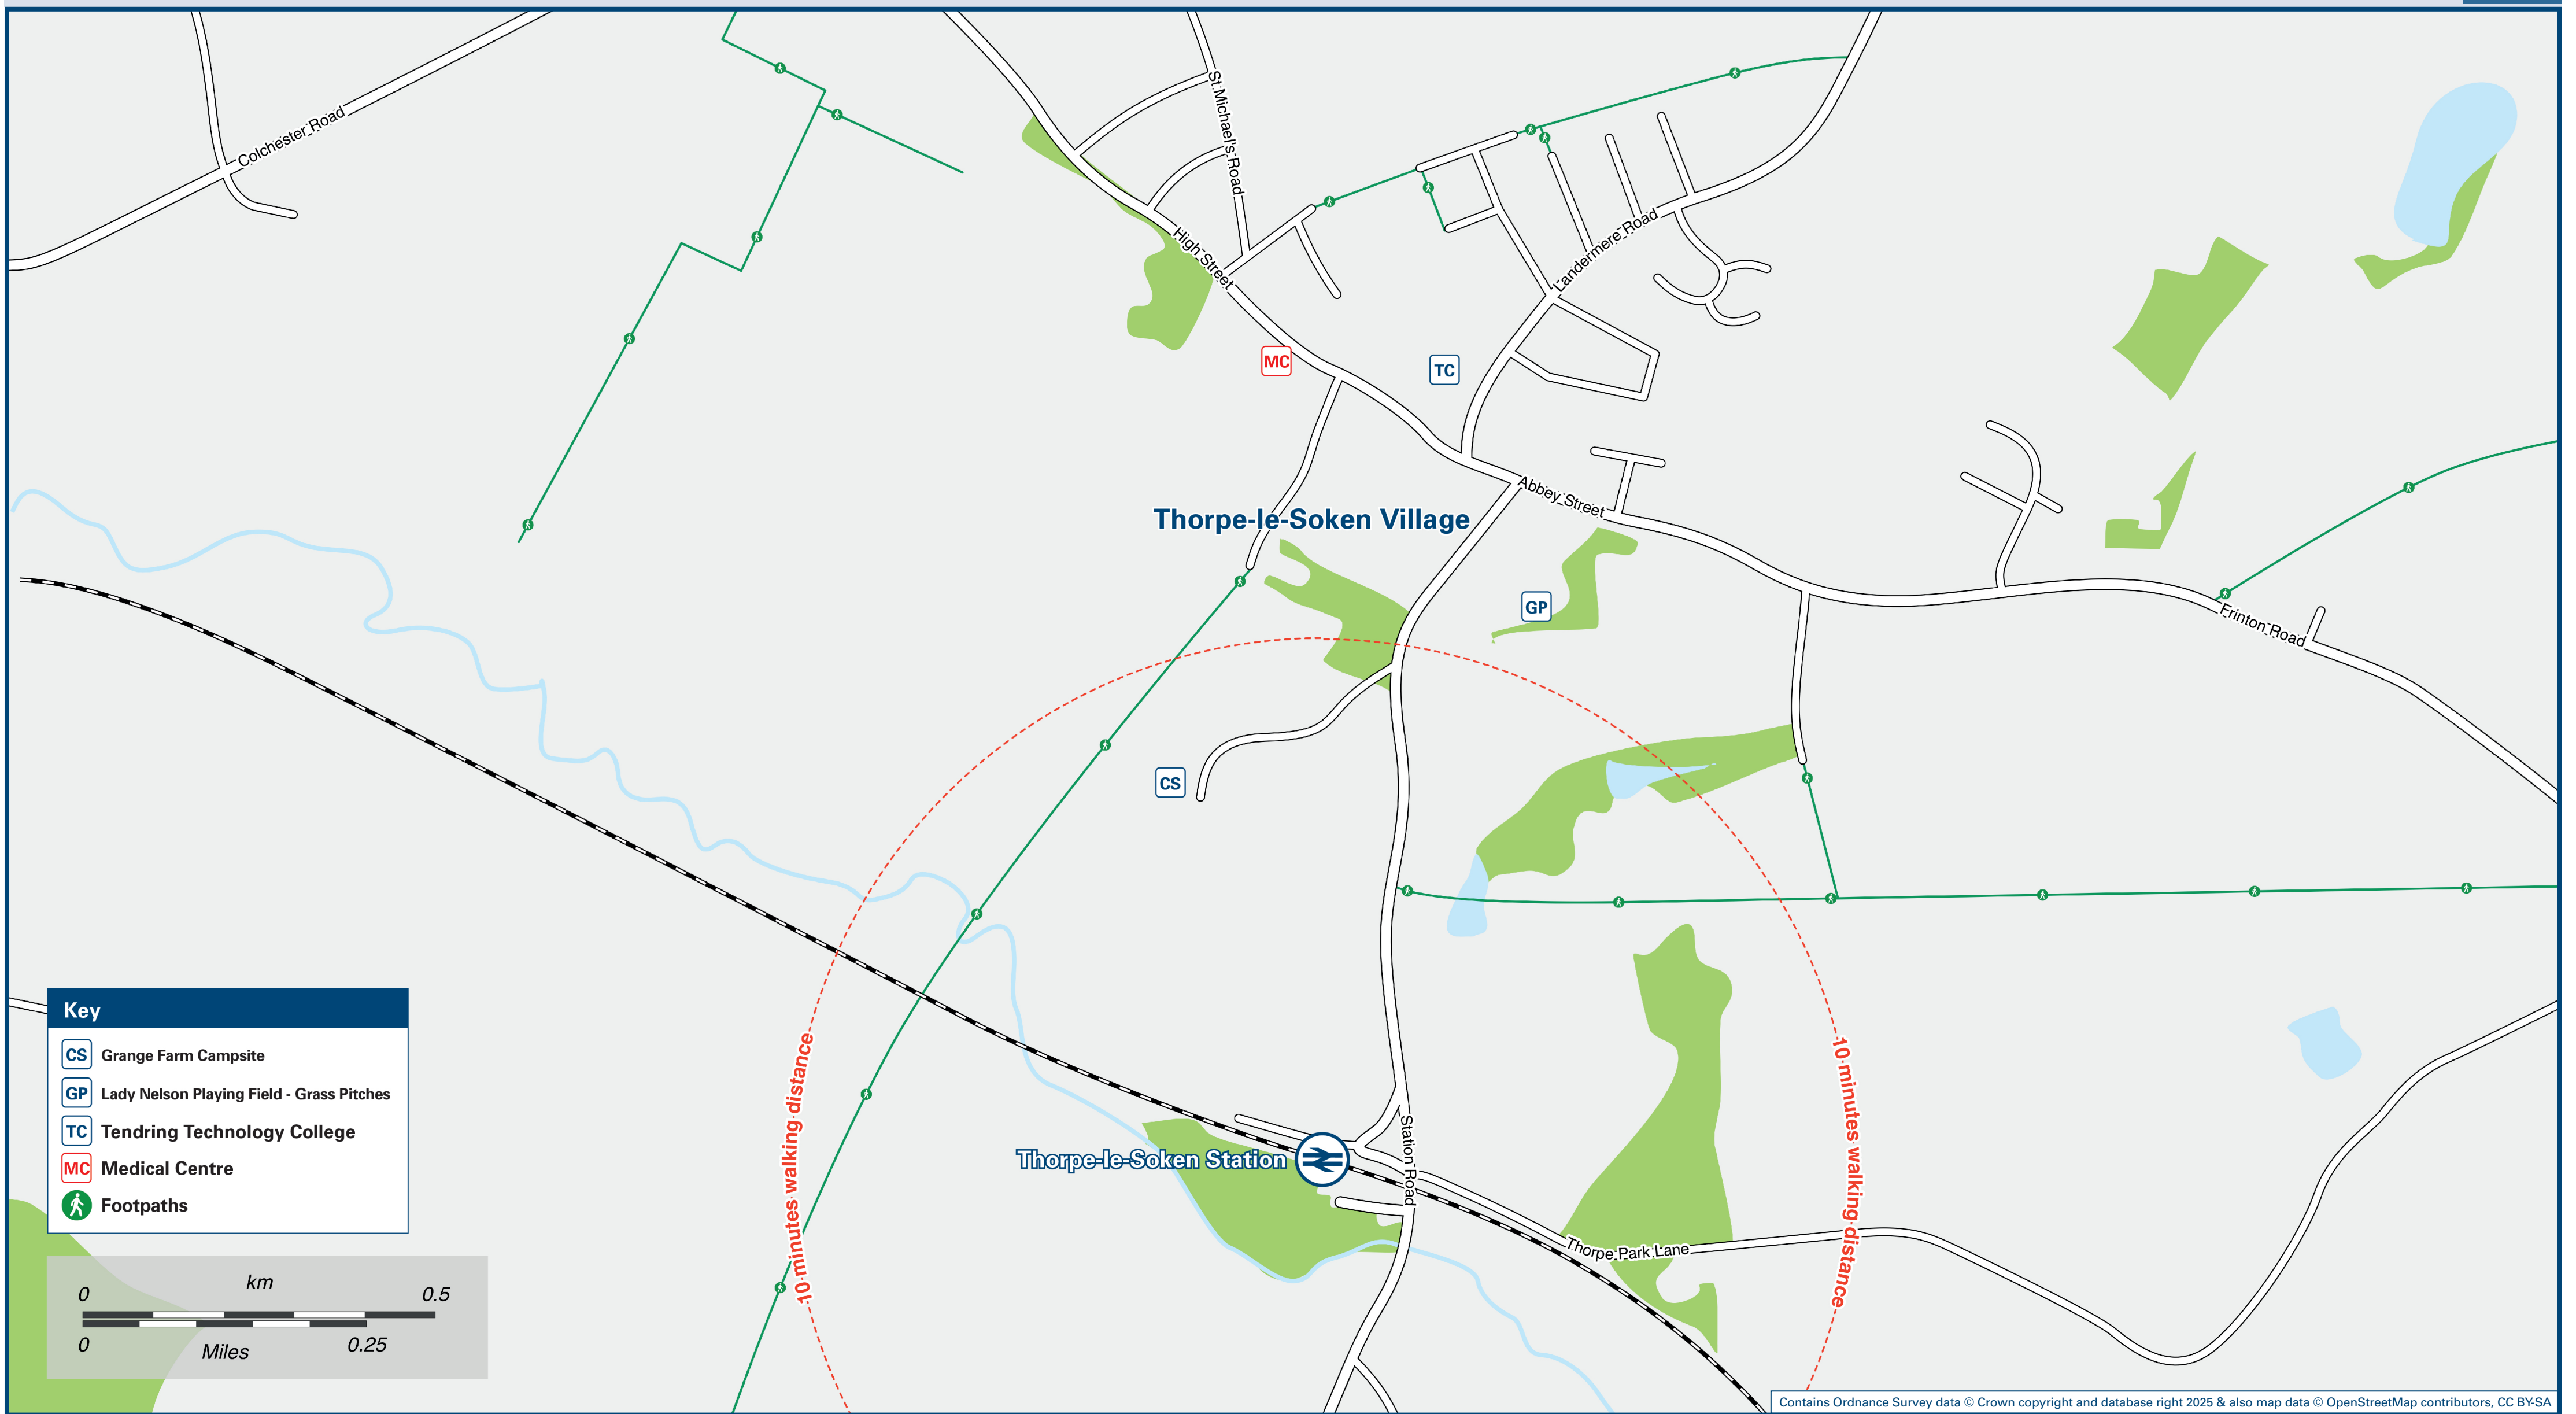 Colchester Road
St.Michael's Road
High Street
Landermere Road
MC
TC
Abbey Street
Thorpe-le-Soken Village
GP
Frinton Road
CS
10 minutes walking distance
10 minutes walking distance
Station Road
Thorpe-le-Soken Station
Thorpe Park Lane
Key
CS Grange Farm Campsite
GP Lady Nelson Playing Field - Grass Pitches
TC Tendring Technology College
MC Medical Centre
Footpaths
km
0 0.5
0 0.25
Miles
Contains Ordnance Survey data © Crown copyright and database right 2025 & also map data © OpenStreetMap contributors, CC BY-SA